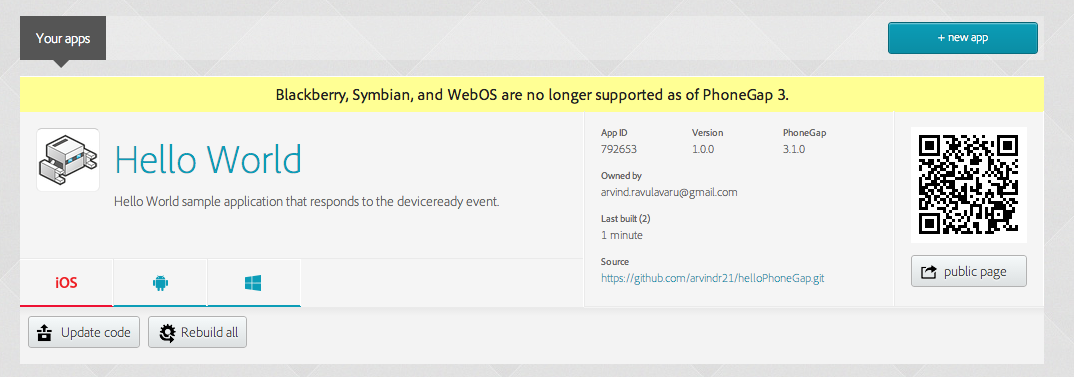 Your apps
+ new app
Blackberry, Symbian, and WebOS are no longer supported as of PhoneGap 3.
Hello World
Hello World sample application that responds to the deviceready event.
App ID
792653
Version
1.0.0
PhoneGap
3.1.0
Owned by
arvind.ravulavaru@gmail.com
Last built (2)
1 minute
Source
https://github.com/arvindr21/helloPhoneGap.git
public page
iOS
Update code
Rebuild all